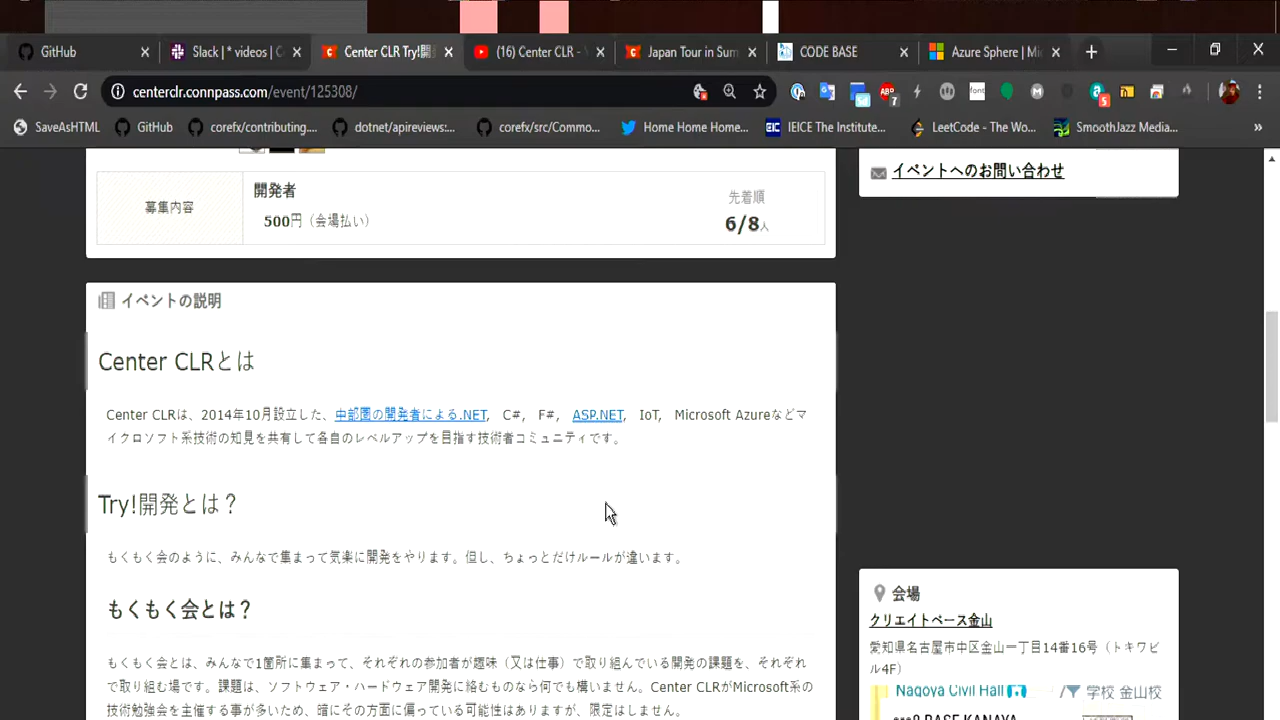 GitHub
Slack | * videos | C
Center CLR Try!開
(16) Center CLR -
Japan Tour in Sum
CODE BASE
Azure Sphere | Mi
centerclr.connpass.com/event/125308/
SaveAsHTML
GitHub
corefx/contributing....
dotnet/apireviews:...
corefx/src/Commo...
Home Home Home...
IEICE The Institute...
LeetCode - The Wo...
SmoothJazz Media...
募集内容
開発者
500円（会場払い）
先着順
6/8人
イベントへのお問い合わせ
イベントの説明
Center CLRとは
Center CLRは、2014年10月設立した、中部圏の開発者による.NET, C#, F#, ASP.NET, IoT, Microsoft Azureなどマ
イクロソフト系技術の知見を共有して各自のレベルアップを目指す技術者コミュニティです。
Try!開発とは？
もくもく会のように、みんなで集まって気楽に開発をやります。但し、ちょっとだけルールが違います。
もくもく会とは？
もくもく会とは、みんなで1箇所に集まって、それぞれの参加者が趣味（又は仕事）で取り組んでいる開発の課題を、それぞれ
で取り組む場です。課題は、ソフトウェア・ハードウェア開発に絡むものなら何でも構いません。Center CLRがMicrosoft系の
技術勉強会を主催する事が多いため、暗にその方面に偏っている可能性はありますが、限定はしません。
会場
クリエイトベース金山
愛知県名古屋市中区金山一丁目14番16号（トキワビ
ル4F）
Nagoya Civil Hall
学校 金山校
BASE KANAYA